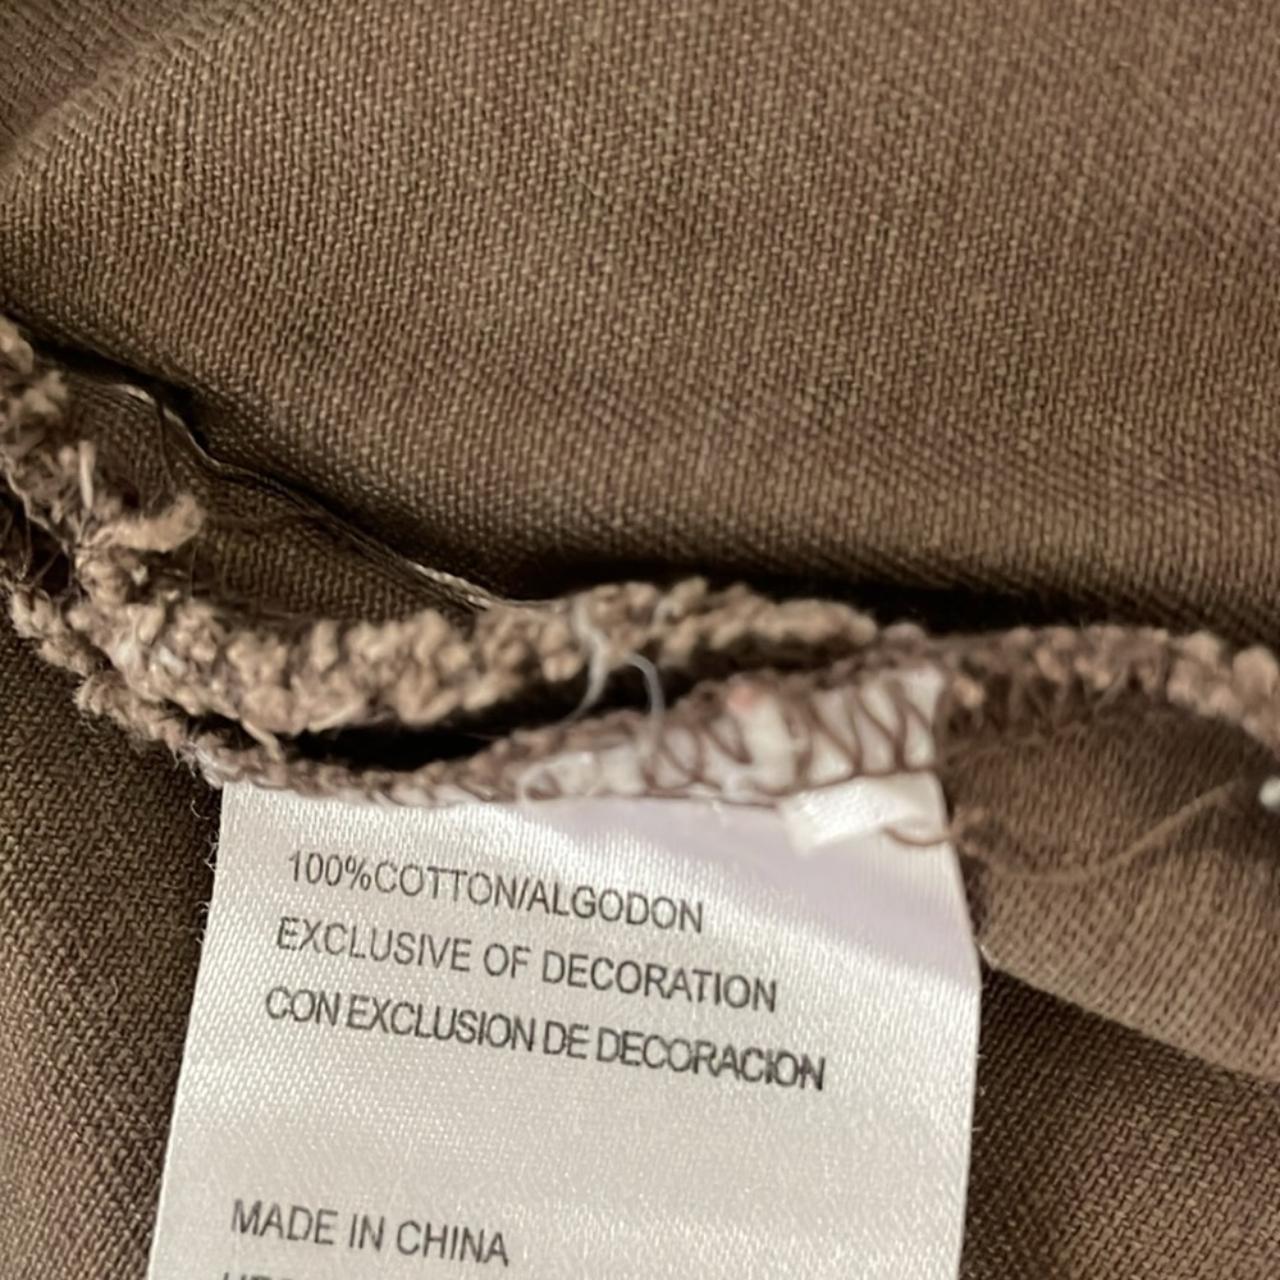 100%COTTON/ALGODON
EXCLUSIVE OF DECORATION
CON EXCLUSION DE DECORACION
MADE IN CHINA